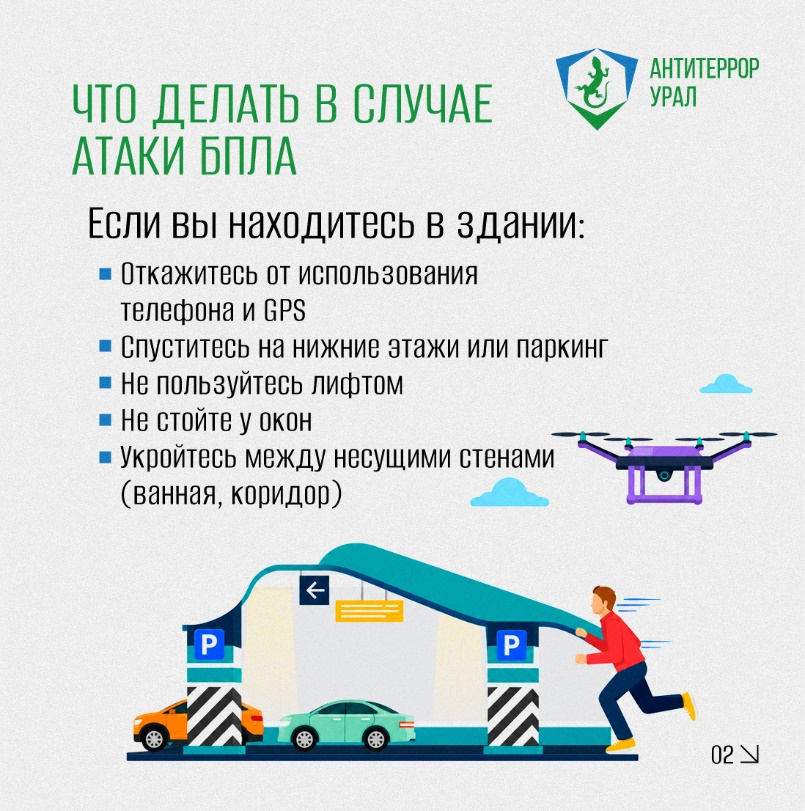 АНТИТЕРРОР
УРАЛ
ЧТО ДЕЛАТЬ В СЛУЧАЕ
АТАКИ БПЛА
Если вы находитесь в здании:
Откажитесь от использования
телефона и GPS
Спуститесь на нижние этажи или паркинг
Не пользуйтесь лифтом
Не стойте у окон
Укройтесь между несущими стенами
(ванная, коридор)
P
P
02